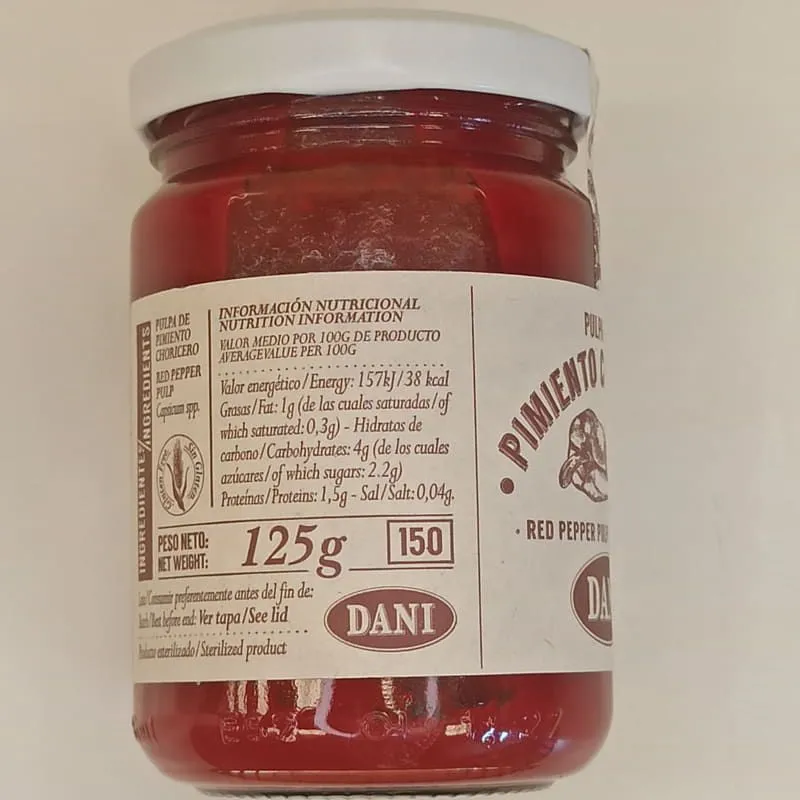 INGREDIENTE/INGREDIENTS
PULPA DE
PIMIENTO
CHORICERO
RED PEPPER
PULP
Capsicum spp.
Gluten Free Sin Gluten
INFORMACIÓN NUTRICIONAL
NUTRITION INFORMATION
VALOR MEDIO POR 100G DE PRODUCTO
AVERAGEVALUE PER 100G
Valor energético/Energy: 157kJ/38 kcal
Grasas/Fat: 1g (de las cuales saturadas/of
which saturated:0,3g) - Hidratos de
carbono/Carbohydrates: 4g (de los cuales
azúcares/of which sugars: 2.2g)
Proteínas/Proteins: 1,5g - Sal/Salt:0,04g.
PESO NETO:
NET WEIGHT:
125g
150
/Consumir preferentemente antes del fin de:
/Best before end: Ver tapa/See lid
Producto esterilizado/Sterilized product
DANI
PIMIENTO
RED PEPPER